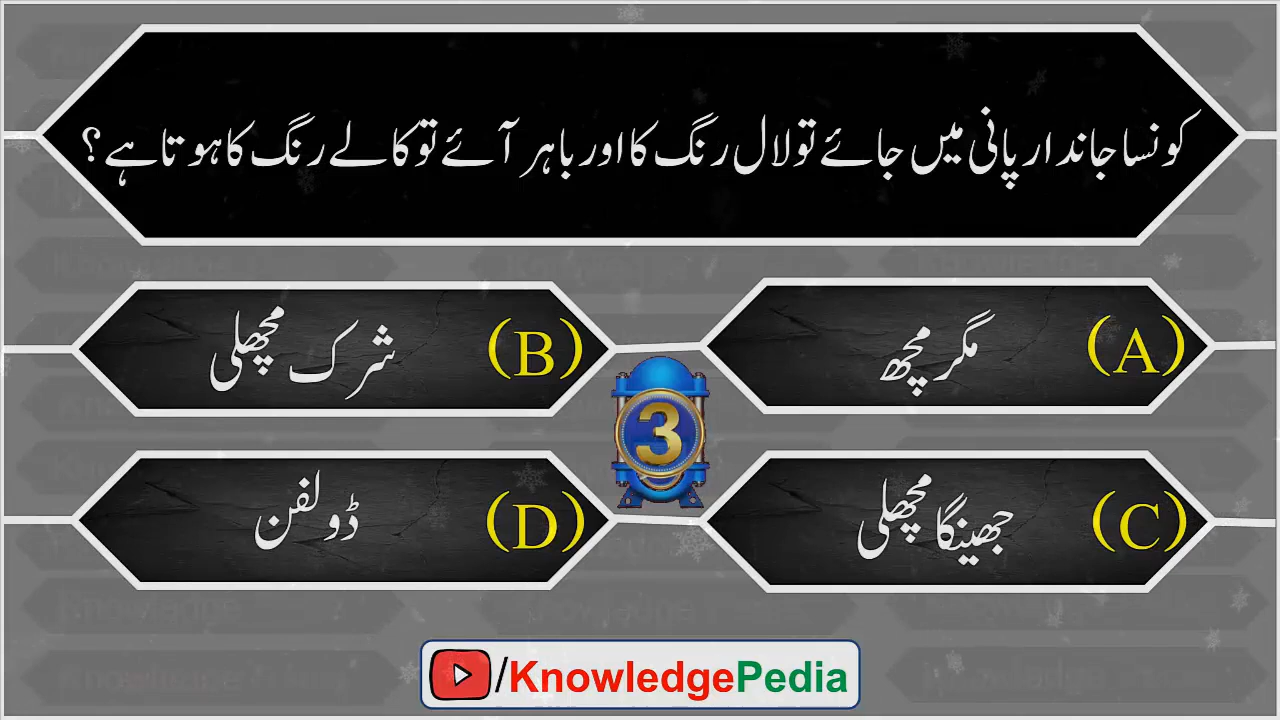 کونسا جاندار پانی میں جائے تو لال رنگ کا اور باہر آئے تو کالے رنگ کا ہوتا ہے؟
(A) مگرمچھ
(B) شرک مچھلی
3
(C) جھینگا مچھلی
(D) ڈولفن
/KnowledgePedia